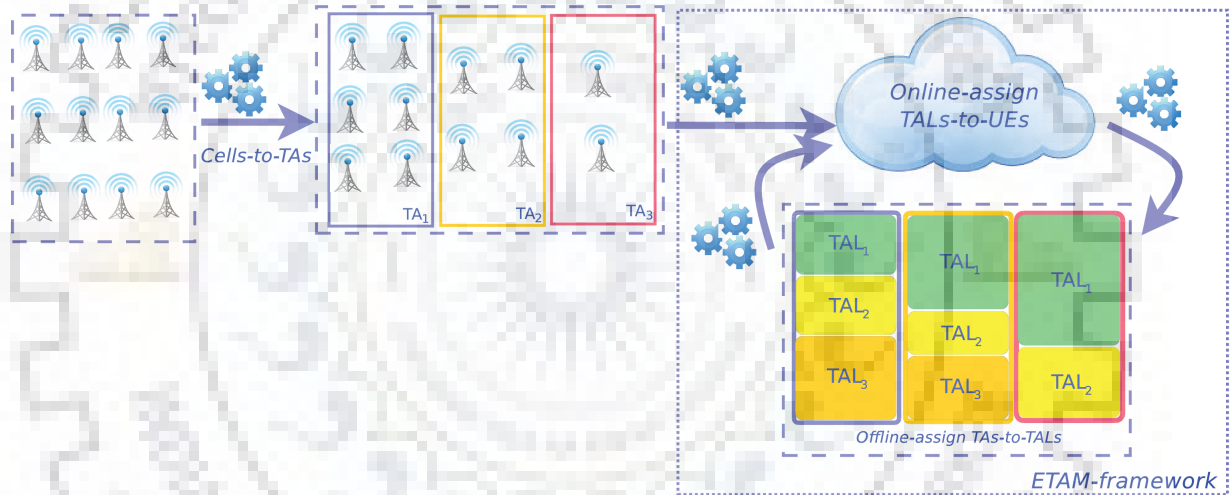 Cells-to-TAs
TA1
TA2
TA3
Online-assign
TALs-to-UEs
TAL1
TAL2
TAL3
TAL1
TAL2
TAL3
TAL1
TAL2
Offline-assign TAs-to-TALs
ETAM-framework